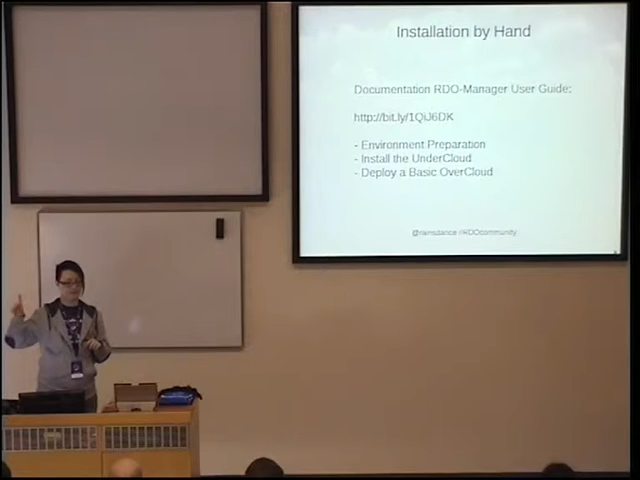 Installation by Hand
Documentation RDO-Manager User Guide:
http://bit.ly/1QiJ6DK
- Environment Preparation
- Install the UnderCloud
- Deploy a Basic OverCloud
@rainsdance //RDOcommunity